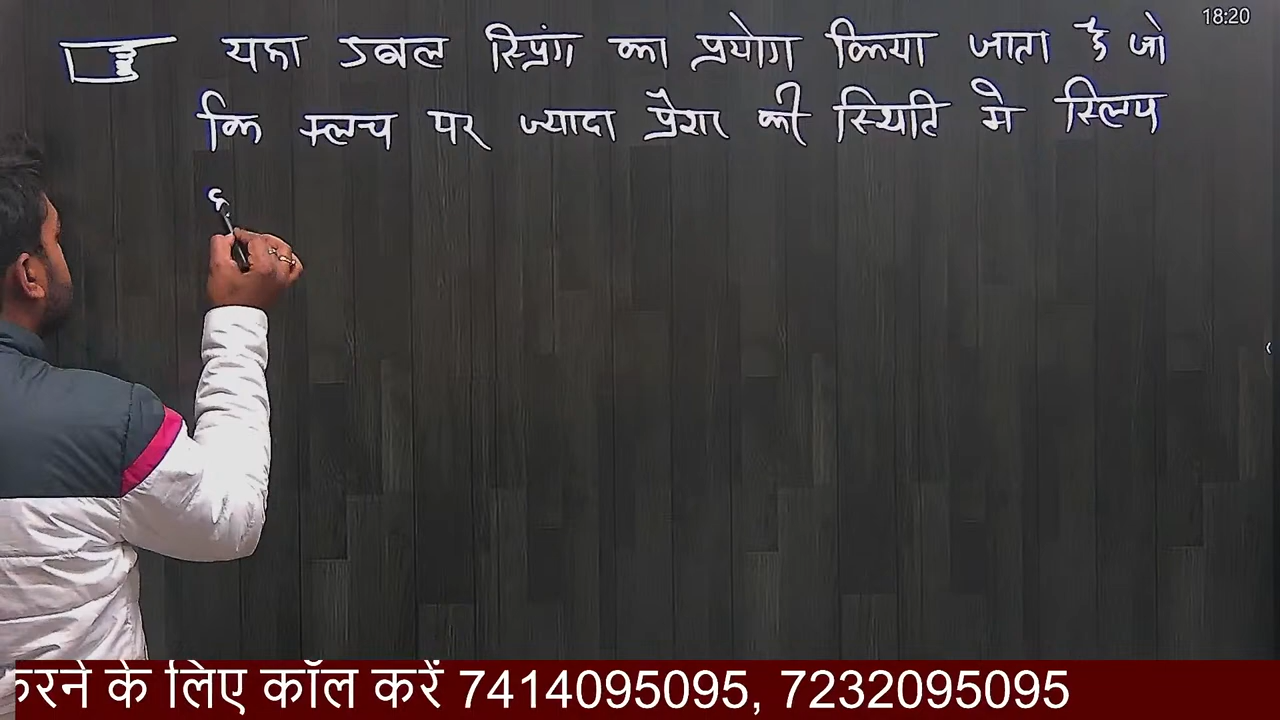 18:20
यहा डबल स्प्रिंग का प्रयोग किया जाता है जो
कि क्लच पर ज्यादा प्रैशर की स्थिति मे स्लिप
करने के लिए कॉल करें 7414095095, 7232095095